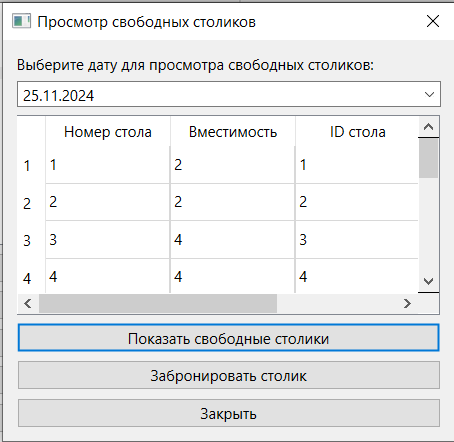 Просмотр свободных столиков
Выберите дату для просмотра свободных столиков:
25.11.2024
Номер стола Вместимость ID стола
1 1 2 1
2 2 2 2
3 3 4 3
4 4 4 4
Показать свободные столики
Забронировать столик
Закрыть